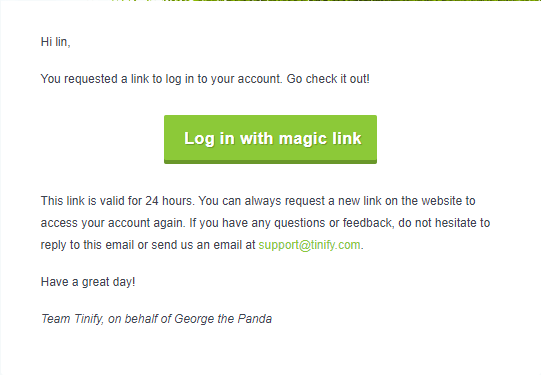 Hi lin,
You requested a link to log in to your account. Go check it out!
Log in with magic link
This link is valid for 24 hours. You can always request a new link on the website to
access your account again. If you have any questions or feedback, do not hesitate to
reply to this email or send us an email at support@tinify.com.
Have a great day!
Team Tinify, on behalf of George the Panda